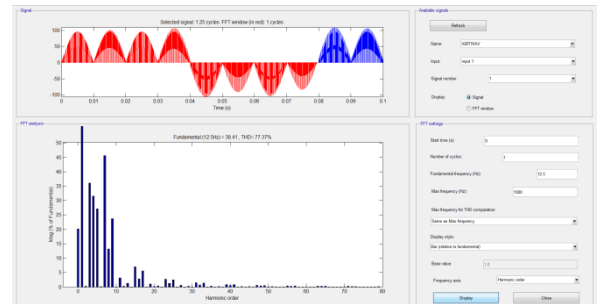 Signal
Selected signal: 1.25 cycles. FFT window (in red): 1 cycles
100
50
0
-50
-100
0 0.01 0.02 0.03 0.04 0.05 0.06 0.07 0.08 0.09 0.1
Time (s)
FFT analysis
Fundamental (12.5Hz) = 38.41 , THD= 77.37%
Mag (% of Fundamental)
50
45
40
35
30
25
20
15
10
5
0
0 10 20 30 40 50 60 70 80
Harmonic order
Available signals
Refresh
Name
Input
input 1
Signal number
1
Display
Signal
FFT window
FFT settings
Start time (s)
0
Number of cycles
1
Fundamental frequency (Hz)
12.5
Max frequency (Hz)
1000
Max frequency for THD computation
Same as Max frequency
Display style
Bar (relative to fundamental)
Base value
1.0
Frequency axis
Harmonic order
Display
Close